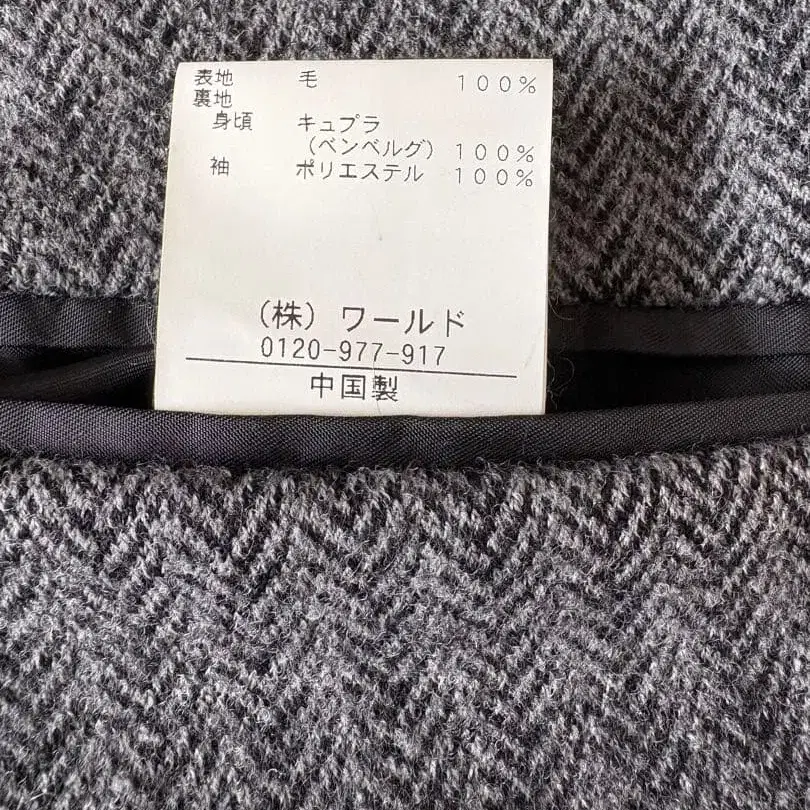 表地 毛 100%
裏地
身頃 キュプラ
(ベンベルグ) 100%
袖 ポリエステル 100%
(株) ワールド
0120-977-917
中国製